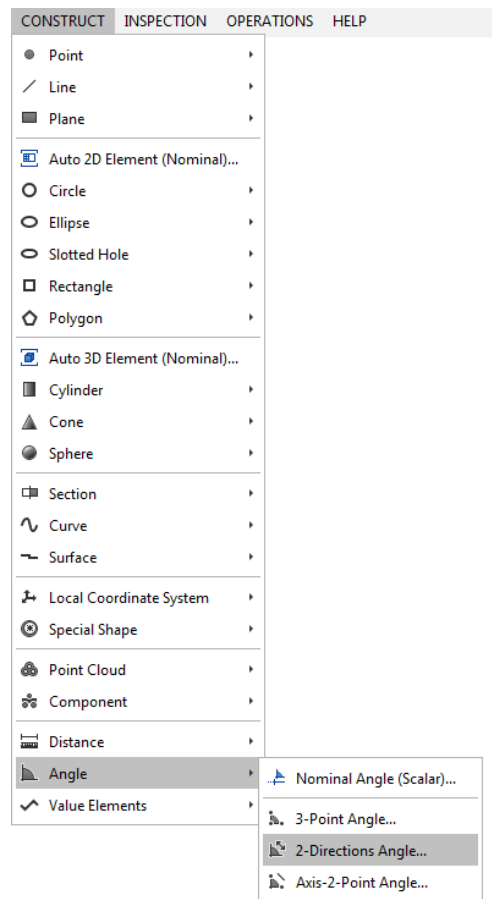 CONSTRUCT INSPECTION OPERATIONS HELP
Point
Line
Plane
Auto 2D Element (Nominal)...
Circle
Ellipse
Slotted Hole
Rectangle
Polygon
Auto 3D Element (Nominal)...
Cylinder
Cone
Sphere
Section
Curve
Surface
Local Coordinate System
Special Shape
Point Cloud
Component
Distance
Angle
Value Elements
Nominal Angle (Scalar)...
3-Point Angle...
2-Directions Angle...
Axis-2-Point Angle...